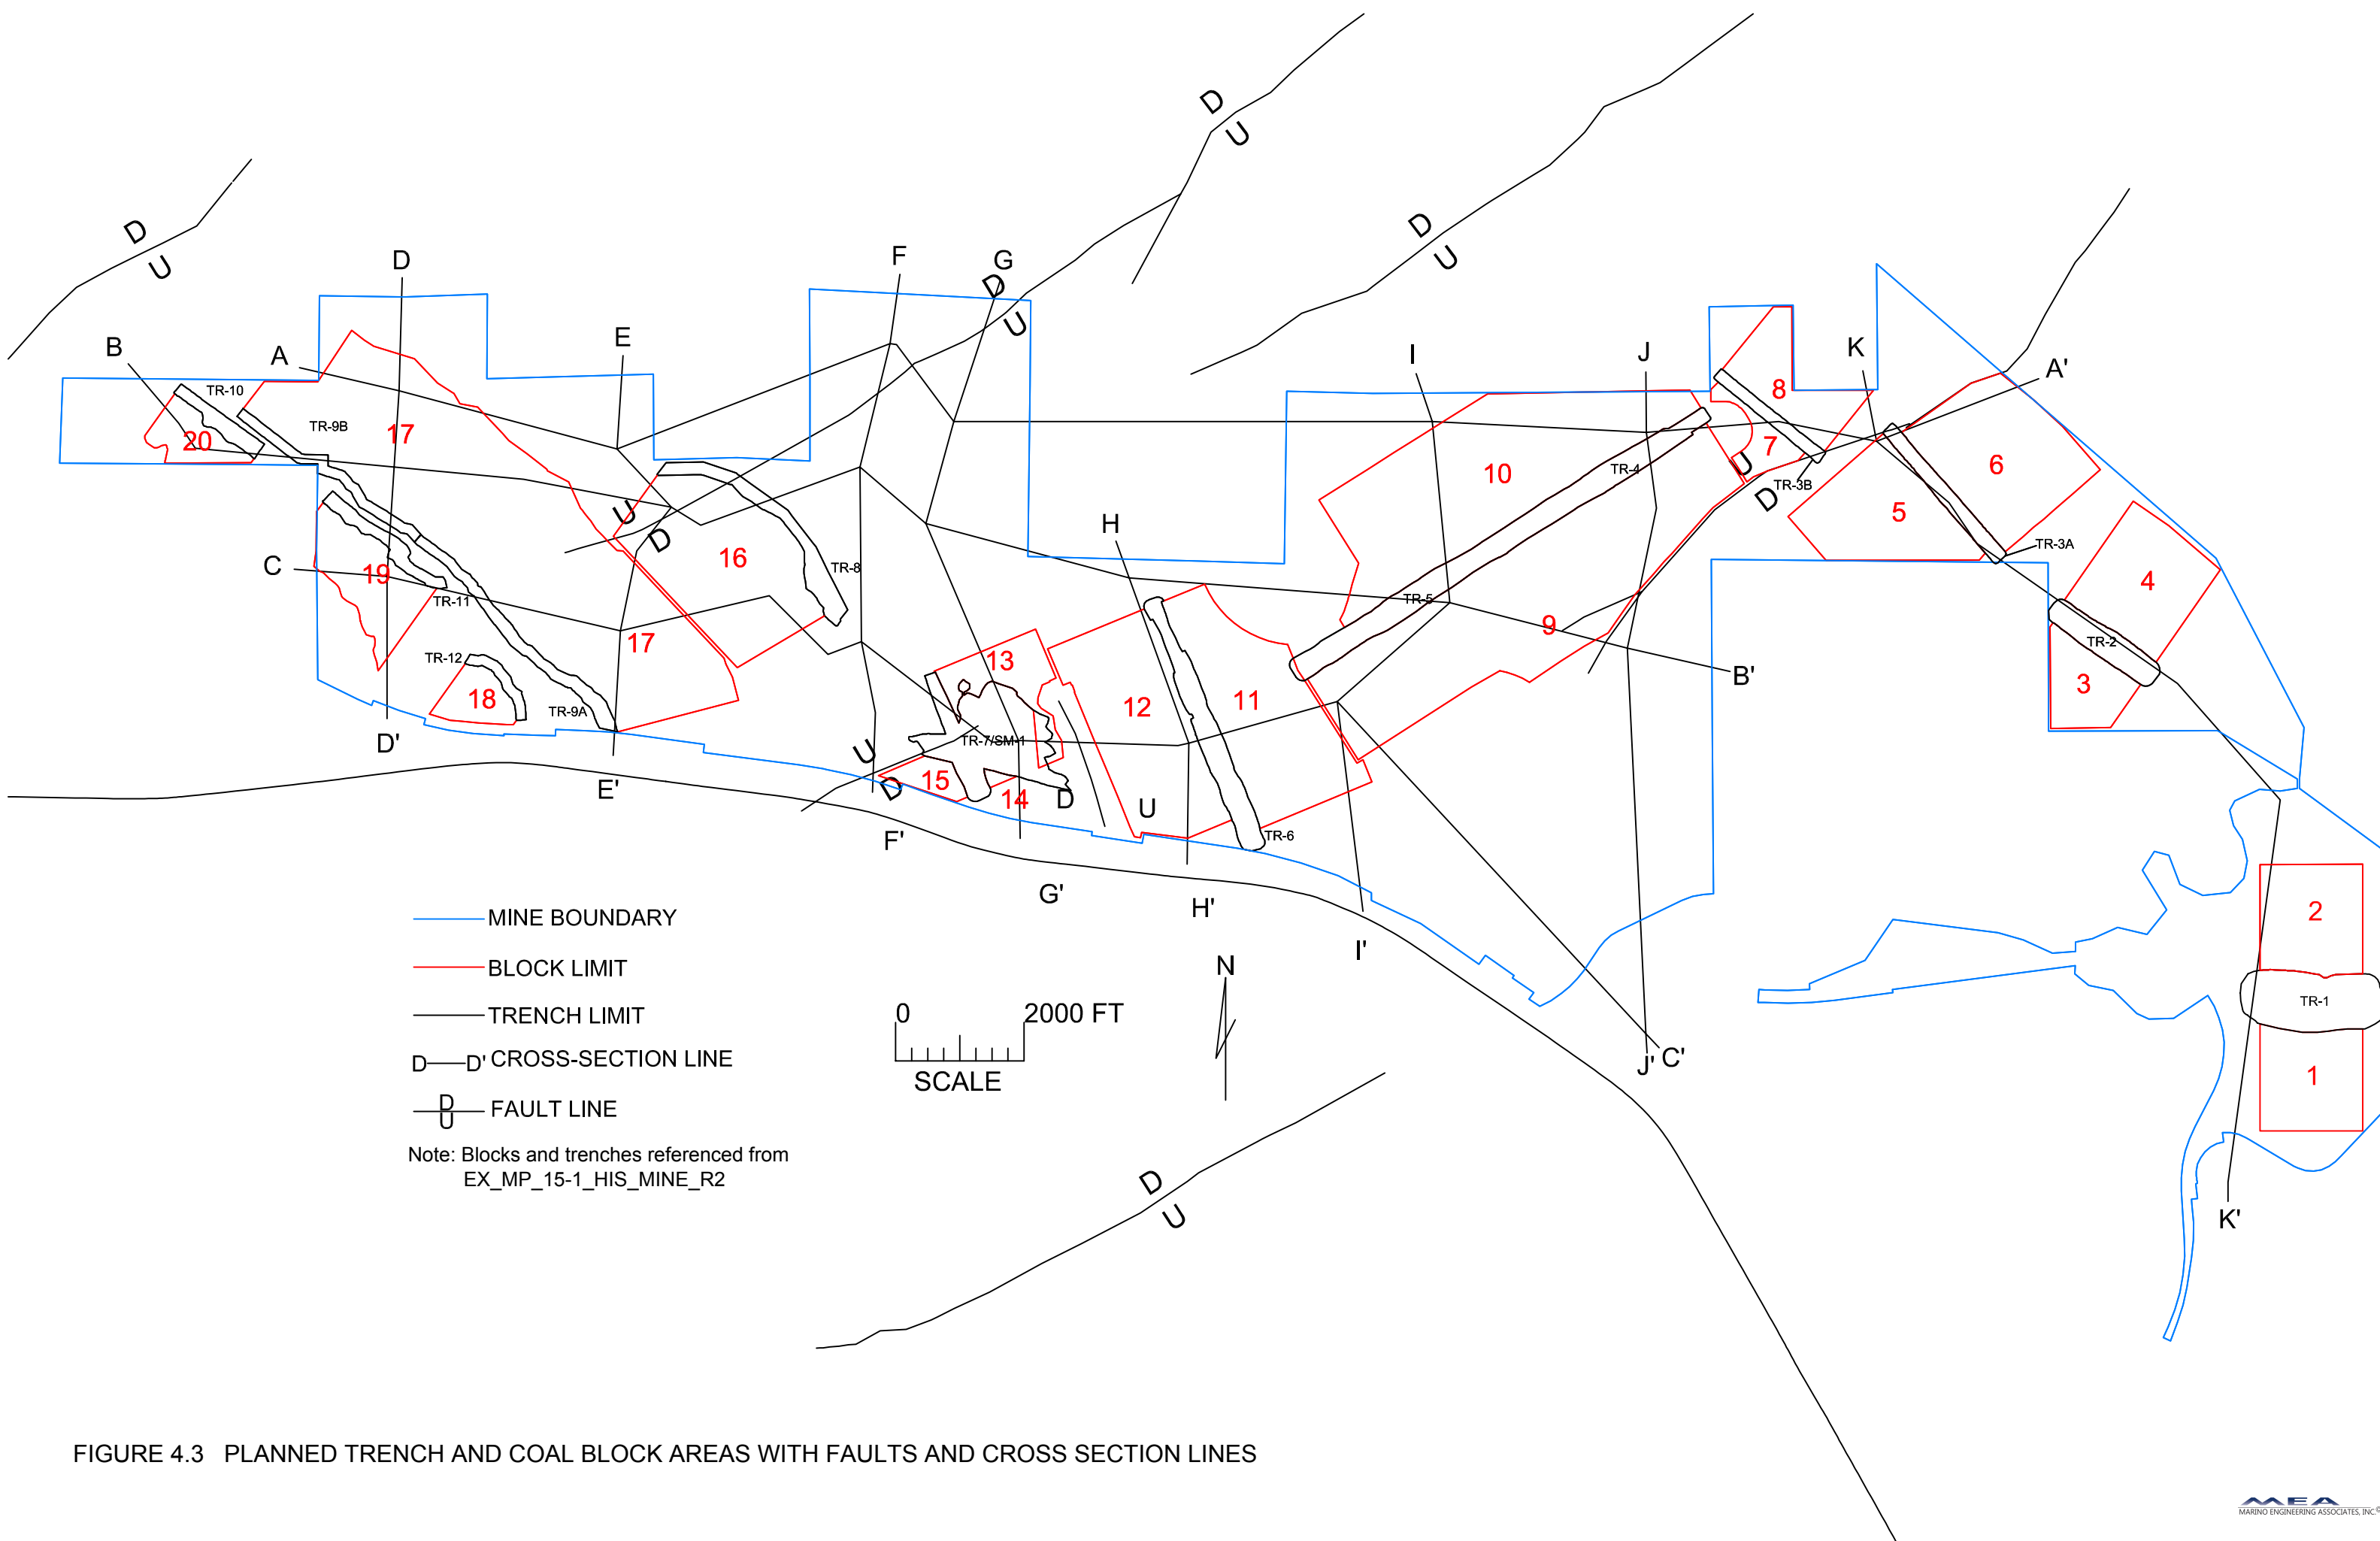 D
U
D
U
D
U
D
F
G
D
U
B
A
E
I
J
K
A'
TR-10
TR-9B
20
17
8
10
TR-4
7
U
TR-3B
D
6
5
TR-3A
H
U
D
16
TR-8
C
19
TR-11
TR-5
9
4
TR-2
3
B'
17
TR-12
18
TR-9A
D'
E'
13
12
11
TR-7/SM-1
U
D
15
14
D
U
TR-6
F'
G'
H'
I'
2
TR-1
1
MINE BOUNDARY
BLOCK LIMIT
TRENCH LIMIT
D D' CROSS-SECTION LINE
D
U
FAULT LINE
Note: Blocks and trenches referenced from
EX_MP_15-1_HIS_MINE_R2
N
0 2000 FT
SCALE
J' C'
K'
D
U
FIGURE 4.3 PLANNED TRENCH AND COAL BLOCK AREAS WITH FAULTS AND CROSS SECTION LINES
MEA
MARINO ENGINEERING ASSOCIATES, INC.©